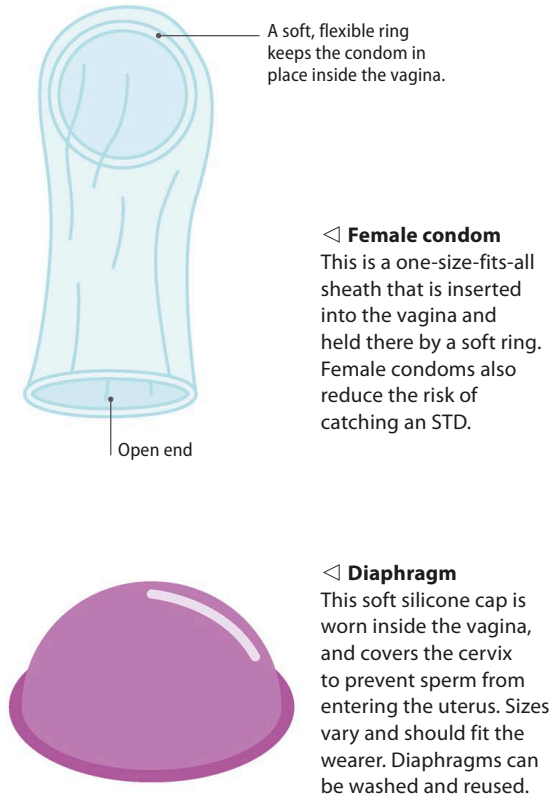 A soft, flexible ring
keeps the condom in
place inside the vagina.
◁ Female condom
This is a one-size-fits-all
sheath that is inserted
into the vagina and
held there by a soft ring.
Female condoms also
reduce the risk of
catching an STD.
Open end
◁ Diaphragm
This soft silicone cap is
worn inside the vagina,
and covers the cervix
to prevent sperm from
entering the uterus. Sizes
vary and should fit the
wearer. Diaphragms can
be washed and reused.